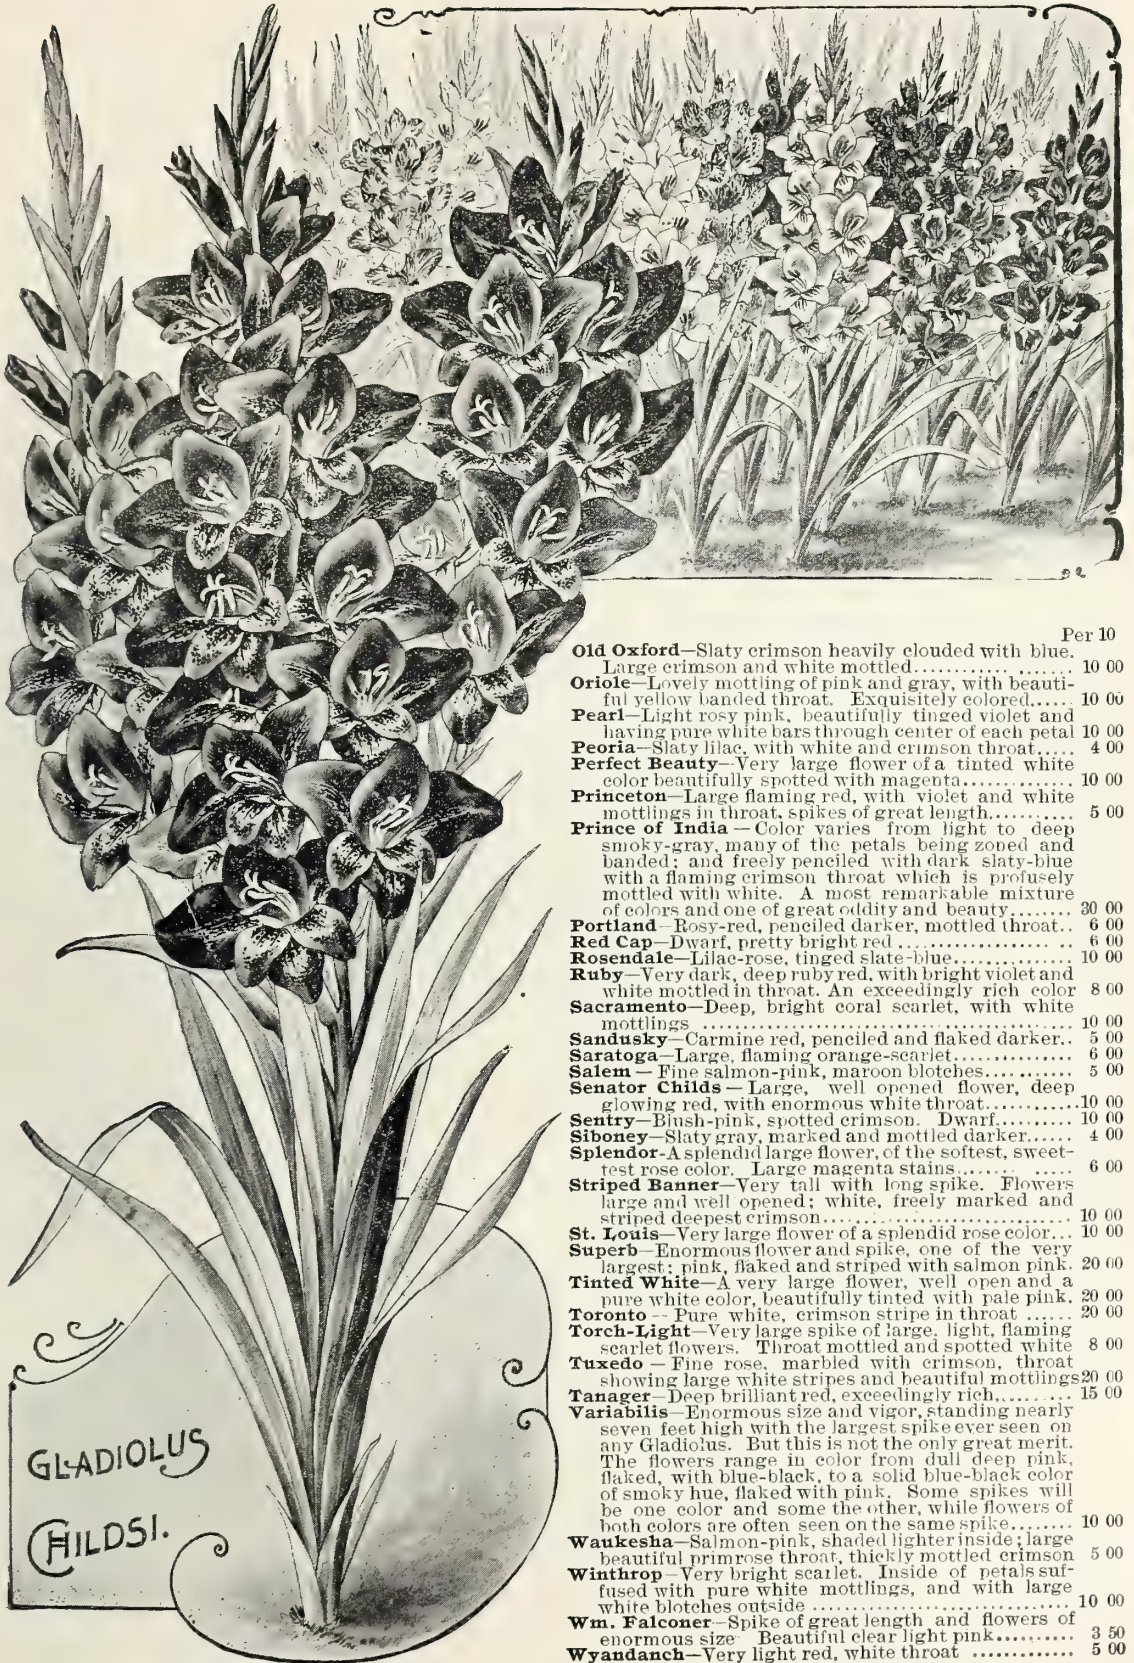 Per 10
Old Oxford—Slaty crimson heavily clouded with blue.
Large crimson and white mottled............ ....... 10 00
Oriole—Lovely mottling of pink and gray, with beauti-
ful yellow banded throat. Exquisitely colored...... 10 00
Pearl—Light rosy pink, beautifully tinged violet and
having pure white bars through center of each petal 10 00
Peoria—Slaty lilac, with white and crimson throat..... 4 00
Perfect Beauty—Very large flower of a tinted white
color beautifully spotted with magenta.............. 10 00
Princeton—Large flaming red, with violet and white
mottlings in throat, spikes of great length.......... 5 00
Prince of India — Color varies from light to deep
smoky-gray, many of the petals being zoned and
banded; and freely penciled with dark slaty-blue
with a flaming crimson throat which is profusely
mottled with white. A most remarkable mixture
of colors and one of great oddity and beauty........ 30 00
Portland—Rosy-red, penciled darker, mottled throat.. 6 00
Red Cap—Dwarf, pretty bright red .................. 6 00
Rosendale—Lilac-rose, tinged slate-blue............... 10 00
Ruby—Very dark, deep ruby red, with bright violet and
white mottled in throat. An exceedingly rich color 8 00
Sacramento—Deep, bright coral scarlet, with white
mottlings .......................................... 10 00
Sandusky—Carmine red, penciled and flaked darker.. 5 00
Saratoga—Large, flaming orange-scarlet............... 6 00
Salem — Fine salmon-pink, maroon blotches........... 5 00
Senator Childs — Large, well opened flower, deep
glowing red, with enormous white throat............10 00
Sentry—Blush-pink, spotted crimson. Dwarf.......... 10 00
Siboney—Slaty gray, marked and mottled darker...... 4 00
Splendor-A splendid large flower, of the softest, sweet-
test rose color. Large magenta stains........ ..... 6 00
Striped Banner—Very tall with long spike. Flowers
large and well opened; white, freely marked and
striped deepest crimson.............................. 10 00
St. Louis—Very large flower of a splendid rose color... 10 00
Superb—Enormous flower and spike, one of the very
largest; pink, flaked and striped with salmon pink. 20 00
Tinted White—A very large flower, well open and a
pure white color, beautifully tinted with pale pink. 20 00
Toronto -- Pure white, crimson stripe in throat ...... 20 00
Torch-Light—Very large spike of large, light, flaming
scarlet flowers. Throat mottled and spotted white 8 00
Tuxedo — Fine rose, marbled with crimson, throat
showing large white stripes and beautiful mottlings20 00
Tanager—Deep brilliant red, exceedingly rich,........ 15 00
Variabilis—Enormous size and vigor, standing nearly
seven feet high with the largest spike ever seen on
any Gladiolus. But this is not the only great merit.
The flowers range in color from dull deep pink,
flaked, with blue-black, to a solid blue-black color
of smoky hue, flaked with pink. Some spikes will
be one color and some the other, while flowers of
both colors are often seen on the same spike........ 10 00
Waukesha—Salmon-pink, shaded lighter inside; large
beautiful primrose throat, thickly mottled crimson 5 00
Winthrop—Very bright scarlet. Inside of petals suf-
fused with pure white mottlings, and with large
white blotches outside .............................. 10 00
Wm. Falconer—Spike of great length and flowers of
enormous size Beautiful clear light pink.......... 3 50
Wyandanch—Very light red, white throat ............. 5 00
GLADIOLUS
CHILDSI.